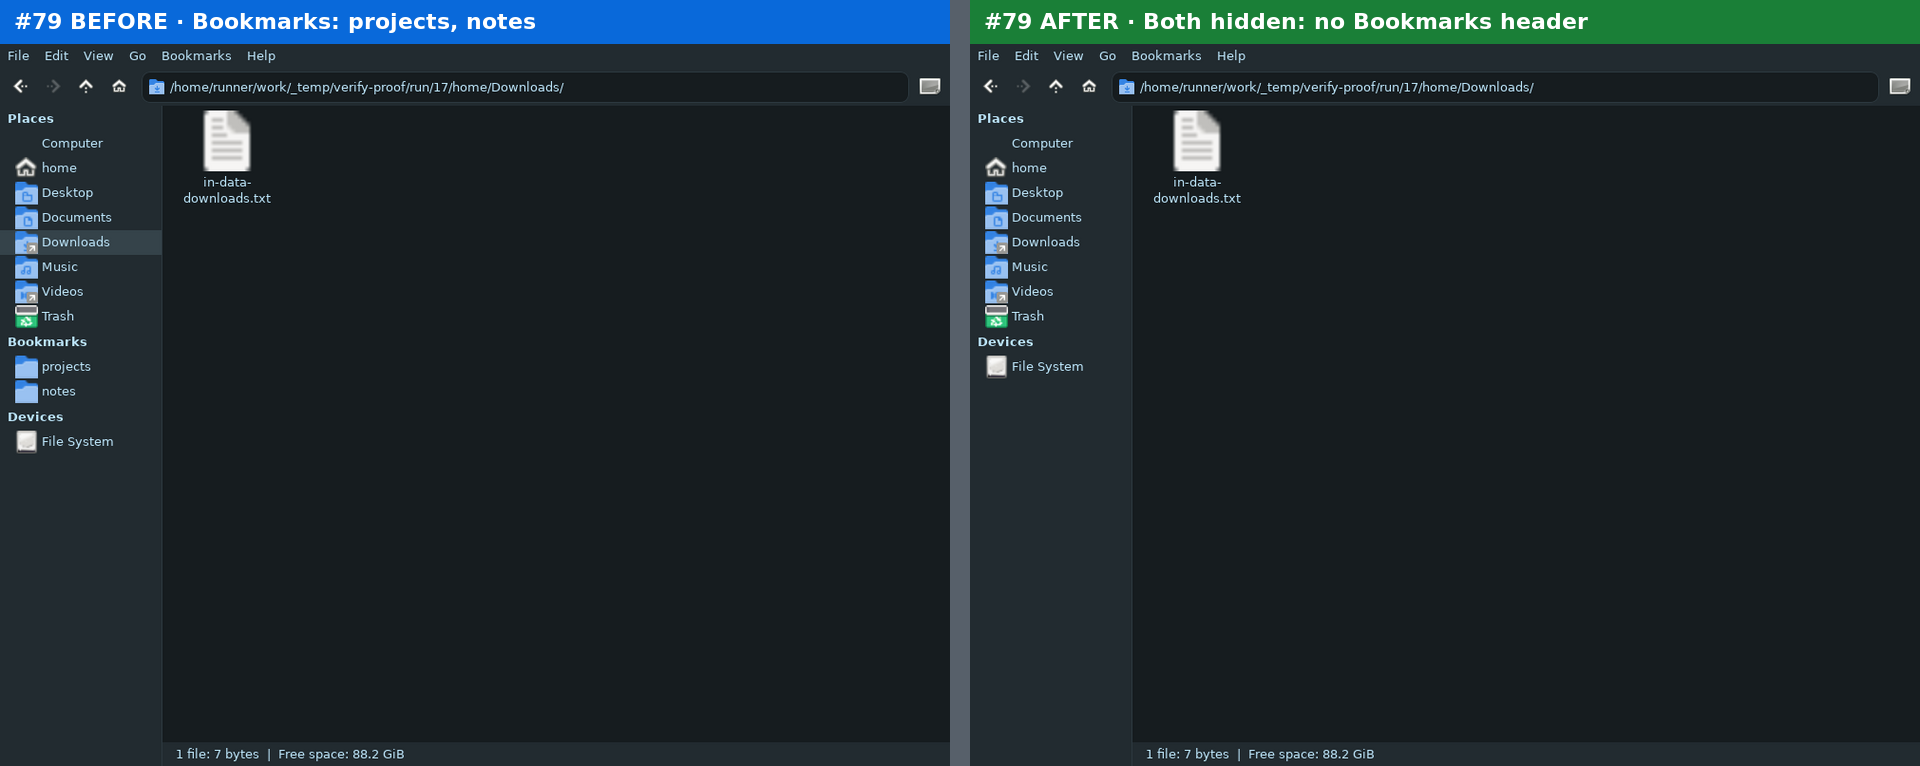 #79 BEFORE · Bookmarks: projects, notes
File Edit View Go Bookmarks Help
/home/runner/work/_temp/verify-proof/run/17/home/Downloads/
Places
Computer
home
Desktop
Documents
Downloads
Music
Videos
Trash
Bookmarks
projects
notes
Devices
File System
in-data-
downloads.txt
1 file: 7 bytes | Free space: 88.2 GiB
#79 AFTER · Both hidden: no Bookmarks header
File Edit View Go Bookmarks Help
/home/runner/work/_temp/verify-proof/run/17/home/Downloads/
Places
Computer
home
Desktop
Documents
Downloads
Music
Videos
Trash
Devices
File System
in-data-
downloads.txt
1 file: 7 bytes | Free space: 88.2 GiB